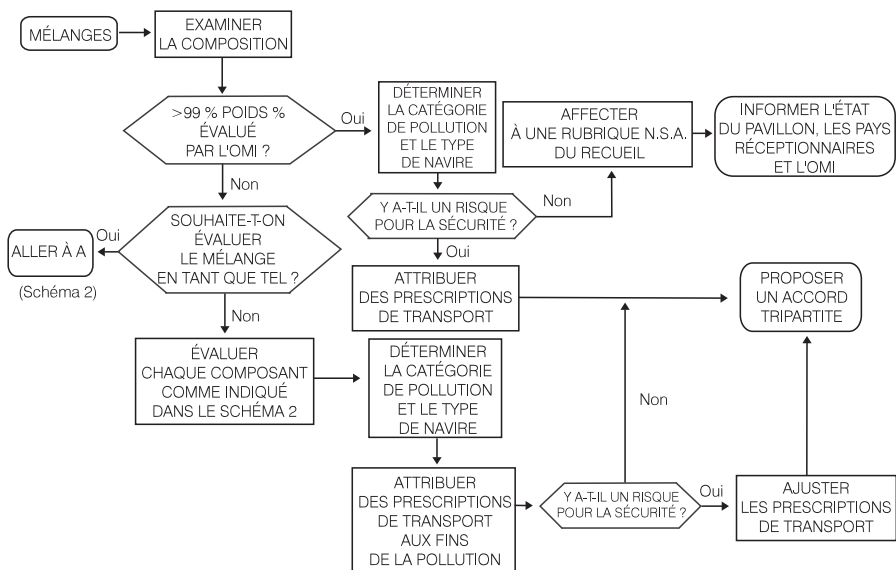 MÉLANGES
EXAMINER
LA COMPOSITION
>99 % POIDS %
ÉVALUÉ
PAR L'OMI ?
Oui
DÉTERMINER
LA CATÉGORIE
DE POLLUTION
ET LE TYPE
DE NAVIRE
AFFECTER
À UNE RUBRIQUE N.S.A.
DU RECUEIL
INFORMER L'ÉTAT
DU PAVILLON, LES PAYS
RÉCEPTIONNAIRES
ET L'OMI
Non
Y A-T-IL UN RISQUE
POUR LA SÉCURITÉ ?
Non
SOUHAITE-T-ON
ÉVALUER
LE MÉLANGE
EN TANT QUE TEL ?
Oui
ALLER À A
(Schéma 2)
Oui
ATTRIBUER
DES PRESCRIPTIONS
DE TRANSPORT
PROPOSER
UN ACCORD
TRIPARTITE
Non
ÉVALUER
CHAQUE COMPOSANT
COMME INDIQUÉ
DANS LE SCHÉMA 2
DÉTERMINER
LA CATÉGORIE
DE POLLUTION
ET LE TYPE
DE NAVIRE
Non
ATTRIBUER
DES PRESCRIPTIONS
DE TRANSPORT
AUX FINS
DE LA POLLUTION
Y A-T-IL UN RISQUE
POUR LA SÉCURITÉ ?
Oui
AJUSTER
LES PRESCRIPTIONS
DE TRANSPORT